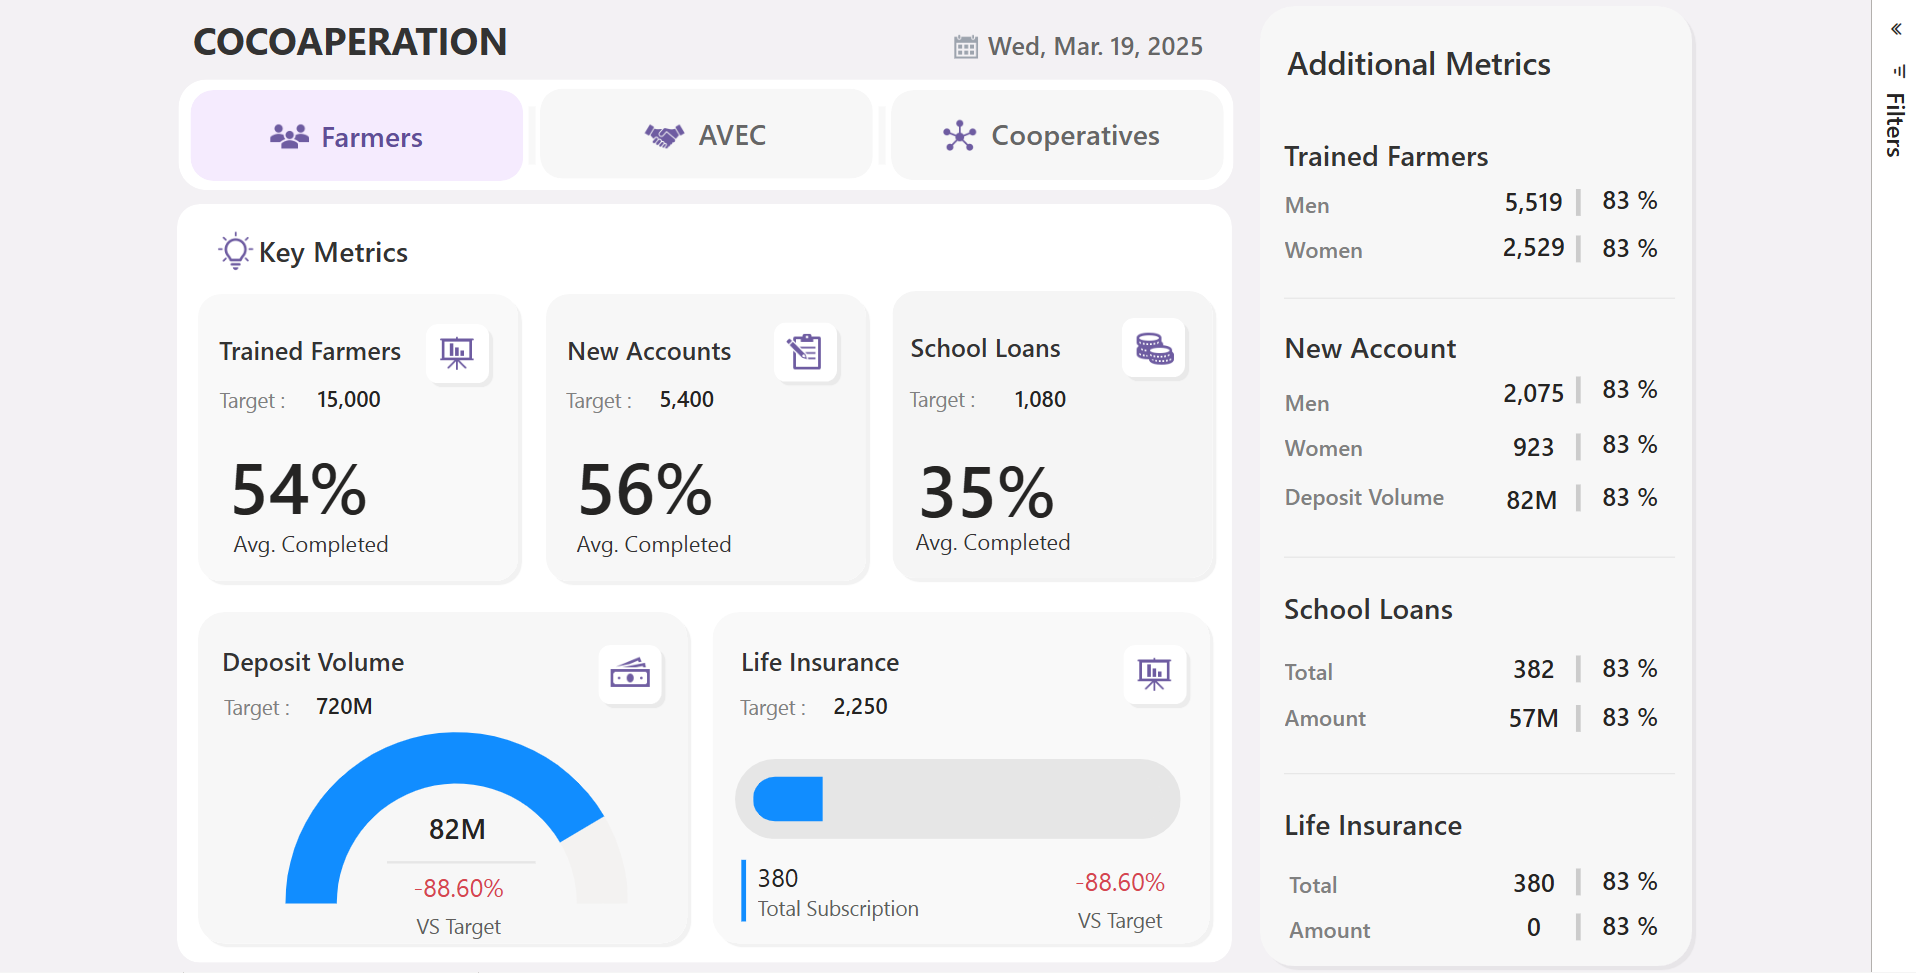 COCOAPERATION
Wed, Mar. 19, 2025
Farmers
AVEC
Cooperatives
Key Metrics
Trained Farmers
Target : 15,000
54%
Avg. Completed
New Accounts
Target : 5,400
56%
Avg. Completed
School Loans
Target : 1,080
35%
Avg. Completed
Deposit Volume
Target : 720M
82M
-88.60%
VS Target
Life Insurance
Target : 2,250
380
Total Subscription
-88.60%
VS Target
Additional Metrics
Trained Farmers
Men 5,519 83 %
Women 2,529 83 %
New Account
Men 2,075 83 %
Women 923 83 %
Deposit Volume 82M 83 %
School Loans
Total 382 83 %
Amount 57M 83 %
Life Insurance
Total 380 83 %
Amount 0 83 %
Filters